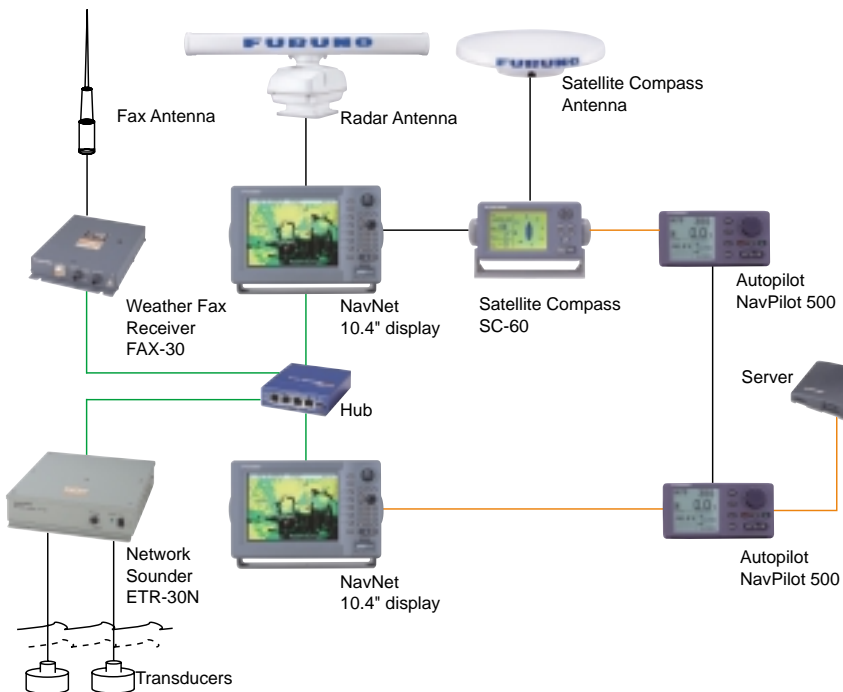 FURUNO
FURUNO
Fax Antenna
Radar Antenna
Satellite Compass
Antenna
Weather Fax
Receiver
FAX-30
NavNet
10.4" display
Satellite Compass
SC-60
Autopilot
NavPilot 500
Hub
Server
Network
Sounder
ETR-30N
NavNet
10.4" display
Autopilot
NavPilot 500
Transducers